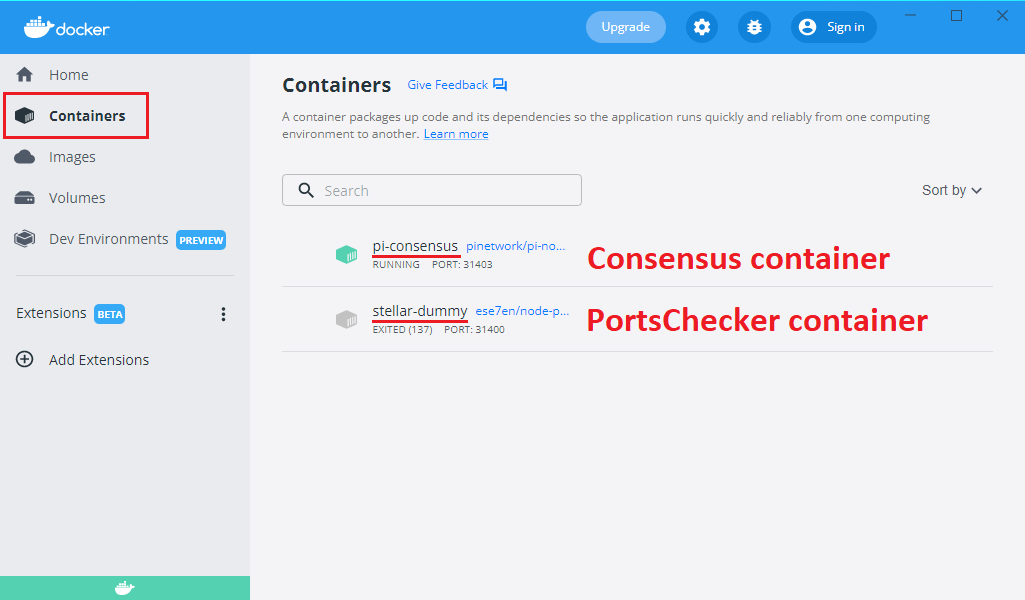 docker
Upgrade
Sign in
Home
Containers
Images
Volumes
Dev Environments PREVIEW
Extensions BETA
Add Extensions
Containers Give Feedback
A container packages up code and its dependencies so the application runs quickly and reliably from one computing
environment to another. Learn more
Search
Sort by
pi-consensus pinetwork/pi-no...
RUNNING PORT: 31403
Consensus container
stellar-dummy ese7en/node-p...
EXITED (137) PORT: 31400
PortsChecker container